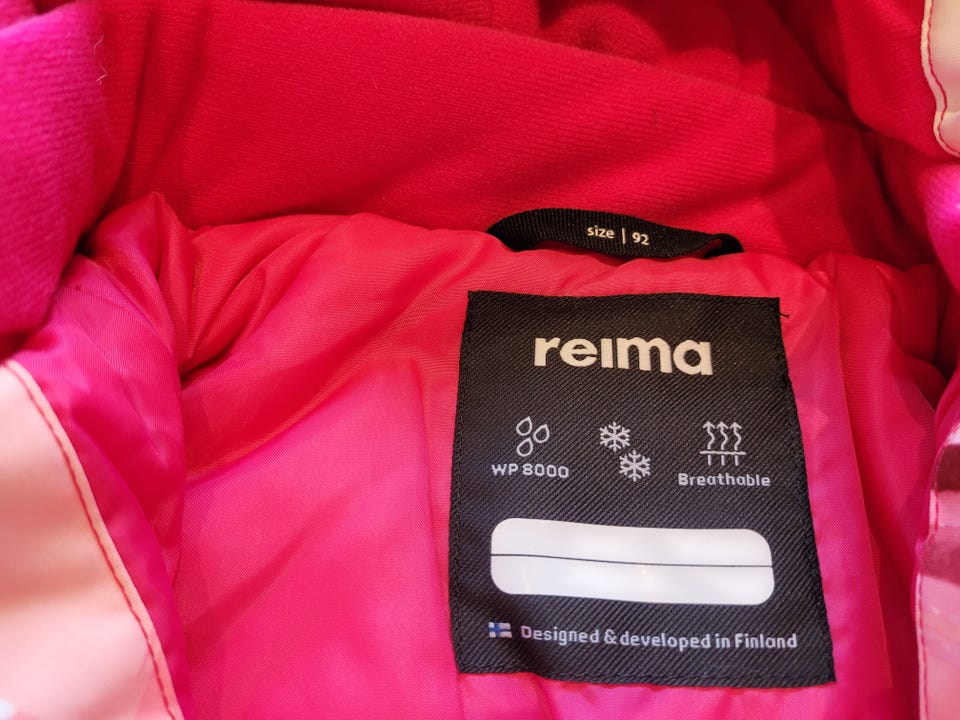 size | 92
reima
WP 8000
Breathable
Designed & developed in Finland